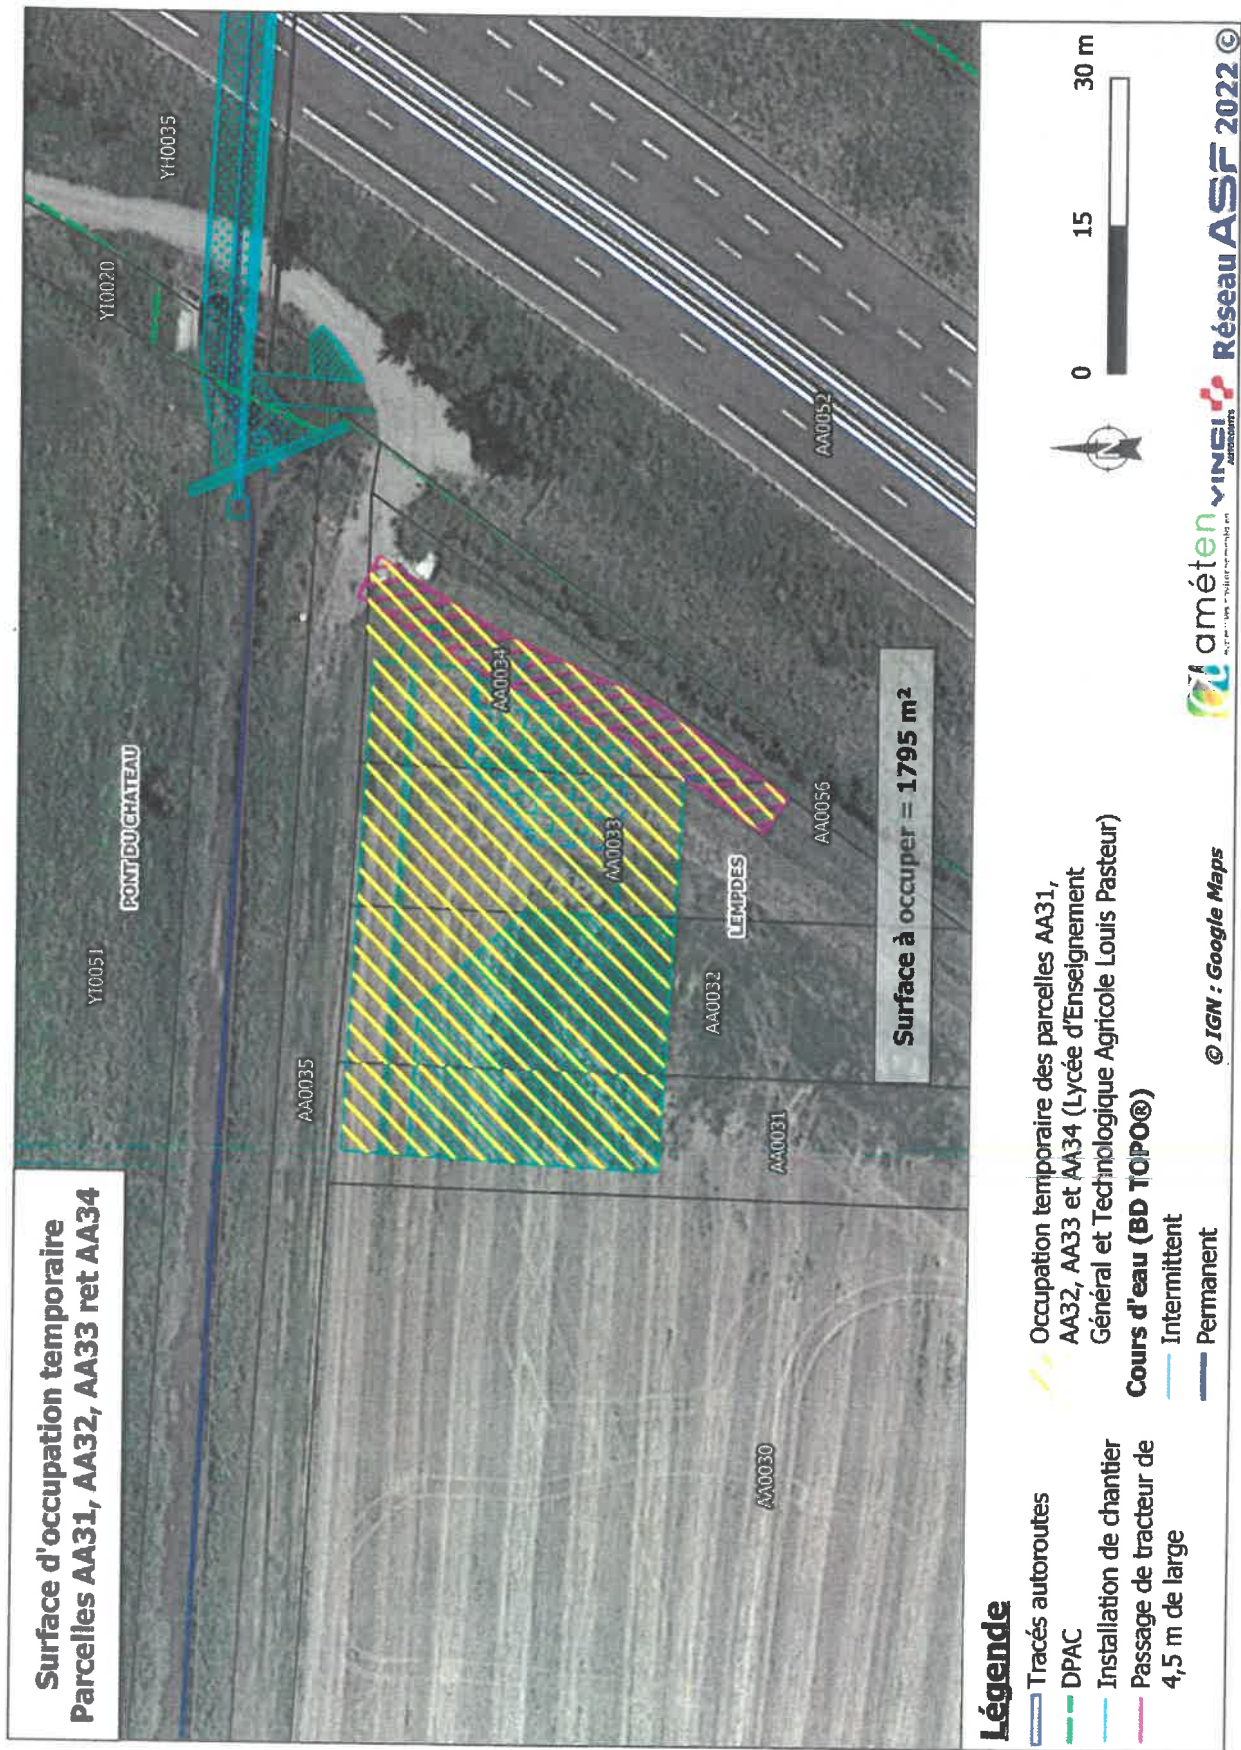 Surface d'occupation temporaire
Parcelles AA31, AA32, AA33 ret AA34
YI0051
PONT DU CHATEAU
YI0020
YH0035
AA0035
AA0034
AA0033
AA0052
AA0030
AA0031
AA0032
LEMPDES
AA0056
Surface à occuper = 1795 m²
Légende
Tracés autoroutes
DPAC
Installation de chantier
Passage de tracteur de
4,5 m de large
Occupation temporaire des parcelles AA31,
AA32, AA33 et AA34 (Lycée d'Enseignement
Général et Technologique Agricole Louis Pasteur)
Cours d'eau (BD TOPO®)
Intermittent
Permanent
N
0 15 30 m
© IGN : Google Maps
améten
VINCI
AUTOROUTES
Réseau ASF 2022 ©